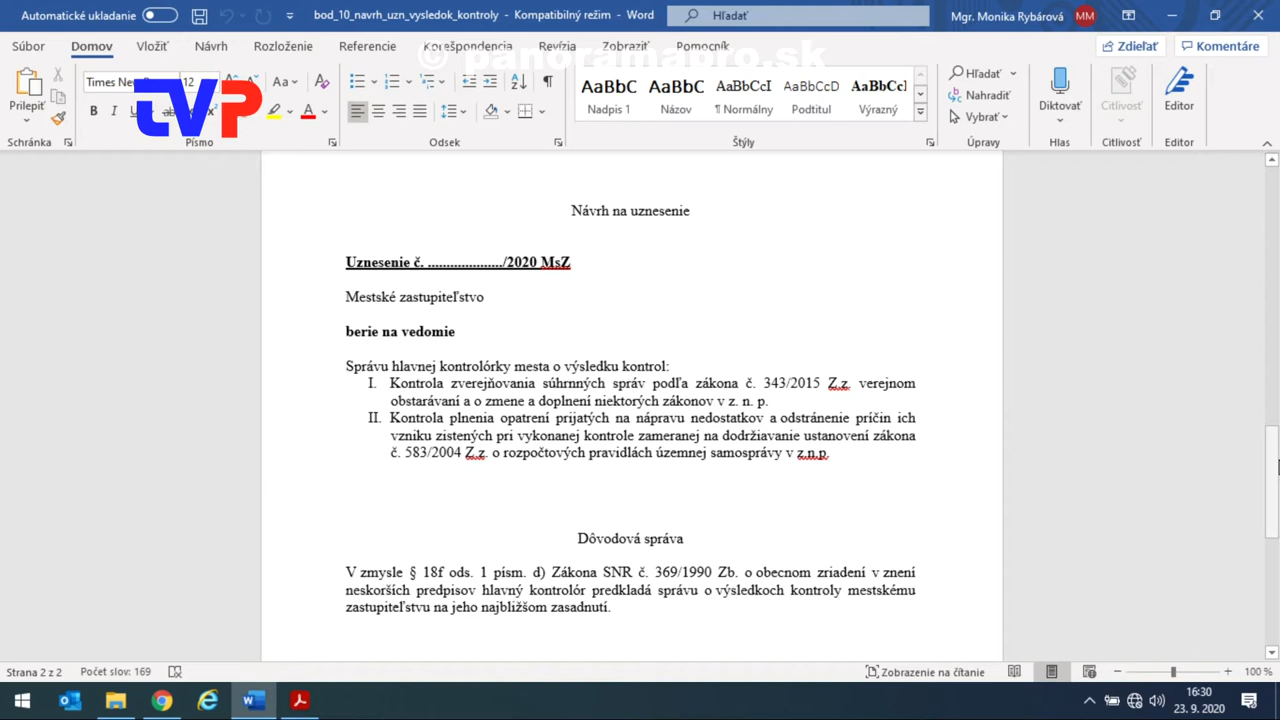 Automatické ukladanie
bod_10_navrh_uzn_vysledok_kontroly - Kompatibilný režim - Word
Hľadať
Mgr. Monika Rybárová
MM
Súbor Domov Vložiť Návrh Rozloženie Referencie Korešpondencia Revízia Zobraziť Pomocník
Zdieľať Komentáre
© panoramapro.sk
tVP
Prilepiť
Times Ne
12
Aa
B I U ab
A
AaBbC AaBbC AaBbCcI AaBbCcD AaBbCcI
Nadpis 1 Názov ¶ Normálny Podtitul Výrazný
Hľadať
Nahradiť
Vybrať
Diktovať
Citlivosť
Editor
Schránka Písmo Odsek Štýly Úpravy Hlas Citlivosť Editor
Návrh na uznesenie
Uznesenie č. ...................../2020 MsZ
Mestské zastupiteľstvo
berie na vedomie
Správu hlavnej kontrolórky mesta o výsledku kontrol:
I. Kontrola zverejňovania súhrnných správ podľa zákona č. 343/2015 Z.z. verejnom
obstarávaní a o zmene a doplnení niektorých zákonov v z. n. p.
II. Kontrola plnenia opatrení prijatých na nápravu nedostatkov a odstránenie príčin ich
vzniku zistených pri vykonanej kontrole zameranej na dodržiavanie ustanovení zákona
č. 583/2004 Z.z. o rozpočtových pravidlách územnej samosprávy v z.n.p.
Dôvodová správa
V zmysle § 18f ods. 1 písm. d) Zákona SNR č. 369/1990 Zb. o obecnom zriadení v znení
neskorších predpisov hlavný kontrolór predkladá správu o výsledkoch kontroly mestskému
zastupiteľstvu na jeho najbližšom zasadnutí.
Strana 2 z 2 Počet slov: 169
Zobrazenie na čítanie
100 %
16:30
23. 9. 2020